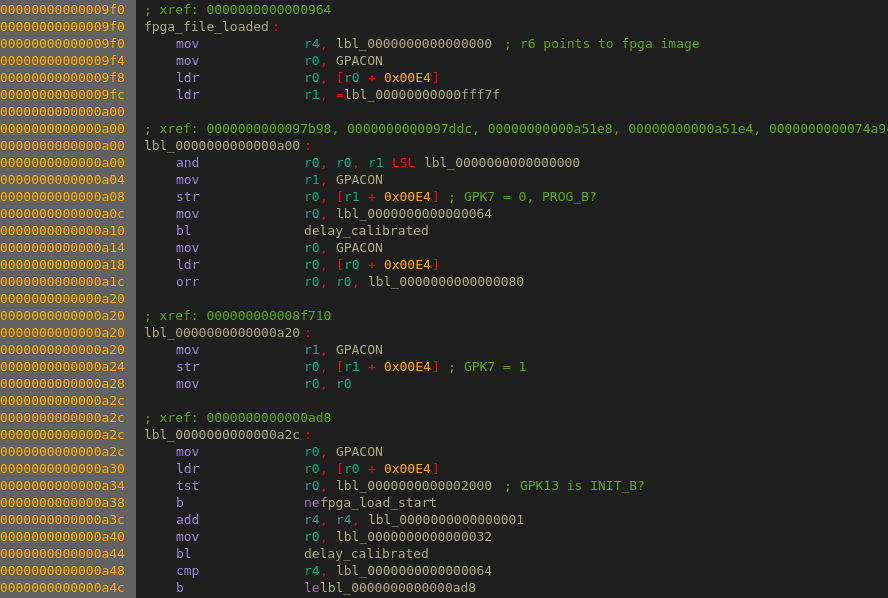 00000000000009f0 ; xref: 0000000000000964
00000000000009f0 fpga_file_loaded:
00000000000009f0 mov r4, lbl_0000000000000000 ; r6 points to fpga image
00000000000009f4 mov r0, GPACON
00000000000009f8 ldr r0, [r0 + 0x00E4]
00000000000009fc ldr r1, =lbl_000000000000fff7f
0000000000000a00
0000000000000a00 ; xref: 0000000000097b98, 0000000000097ddc, 00000000000a51e8, 00000000000a51e4, 0000000000074a9
0000000000000a00 lbl_0000000000000a00:
0000000000000a00 and r0, r0, r1 LSL lbl_0000000000000000
0000000000000a04 mov r1, GPACON
0000000000000a08 str r0, [r1 + 0x00E4] ; GPK7 = 0, PROG_B?
0000000000000a0c mov r0, lbl_0000000000000064
0000000000000a10 bl delay_calibrated
0000000000000a14 mov r0, GPACON
0000000000000a18 ldr r0, [r0 + 0x00E4]
0000000000000a1c orr r0, r0, lbl_0000000000000080
0000000000000a20
0000000000000a20 ; xref: 000000000008f710
0000000000000a20 lbl_0000000000000a20:
0000000000000a20 mov r1, GPACON
0000000000000a24 str r0, [r1 + 0x00E4] ; GPK7 = 1
0000000000000a28 mov r0, r0
0000000000000a2c
0000000000000a2c ; xref: 0000000000000ad8
0000000000000a2c lbl_0000000000000a2c:
0000000000000a2c mov r0, GPACON
0000000000000a30 ldr r0, [r0 + 0x00E4]
0000000000000a34 tst r0, lbl_0000000000002000 ; GPK13 is INIT_B?
0000000000000a38 b nefpga_load_start
0000000000000a3c add r4, r4, lbl_0000000000000001
0000000000000a40 mov r0, lbl_0000000000000032
0000000000000a44 bl delay_calibrated
0000000000000a48 cmp r4, lbl_0000000000000064
0000000000000a4c b lelbl_0000000000000ad8